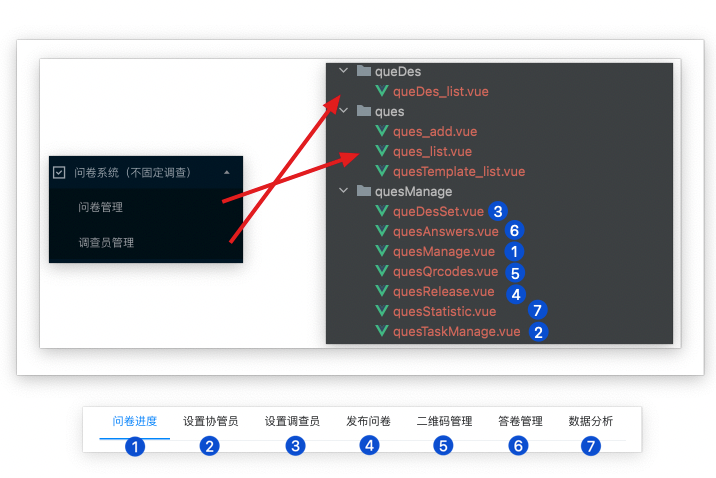 queDes
queDes_list.vue
ques
ques_add.vue
ques_list.vue
quesTemplate_list.vue
quesManage
queDesSet.vue 3
quesAnswers.vue 6
quesManage.vue 1
quesQrcodes.vue 5
quesRelease.vue 4
quesStatistic.vue 7
quesTaskManage.vue 2
问卷系统（不固定调查）
问卷管理
调查员管理
问卷进度 设置协管员 设置调查员 发布问卷 二维码管理 答卷管理 数据分析
1 2 3 4 5 6 7